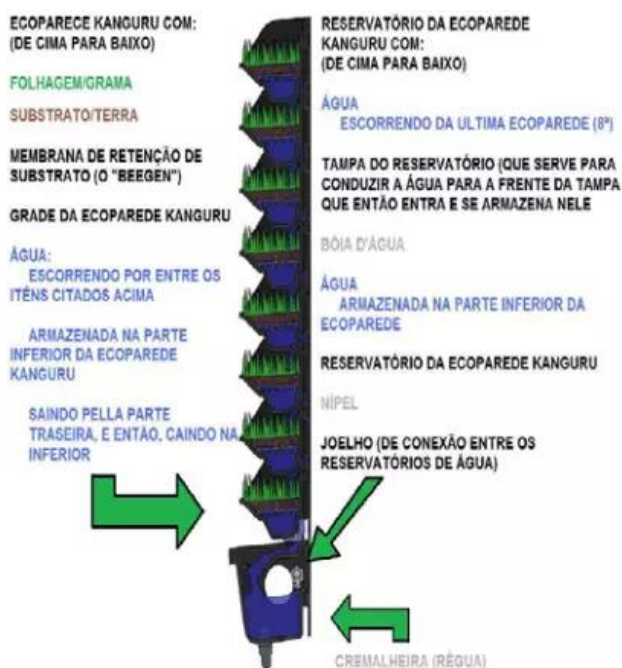 ECOPARECE KANGURU COM:
(DE CIMA PARA BAIXO)
FOLHAGEM/GRAMA
SUBSTRATO/TERRA
MEMBRANA DE RETENÇÃO DE
SUBSTRATO (O "BEEGEN")
GRADE DA ECOPAREDE KANGURU
ÁGUA:
ESCORRENDO POR ENTRE OS
ITÉNS CITADOS ACIMA
ARMAZENADA NA PARTE
INFERIOR DA ECOPAREDE
KANGURU
SAINDO PELLA PARTE
TRASEIRA, E ENTÃO, CAINDO NA
INFERIOR
RESERVATÓRIO DA ECOPAREDE
KANGURU COM:
(DE CIMA PARA BAIXO)
ÁGUA
ESCORRENDO DA ULTIMA ECOPAREDE (8ª)
TAMPA DO RESERVATÓRIO (QUE SERVE PARA
CONDUZIR A ÁGUA PARA A FRENTE DA TAMPA
QUE ENTÃO ENTRA E SE ARMAZENA NELE
BÓIA D'ÁGUA
ÁGUA
ARMAZENADA NA PARTE INFERIOR DA
ECOPAREDE
RESERVATÓRIO DA ECOPAREDE KANGURU
NÍPEL
JOELHO (DE CONEXÃO ENTRE OS
RESERVATÓRIOS DE ÁGUA)
CREMALHEIRA (RÉGUA)